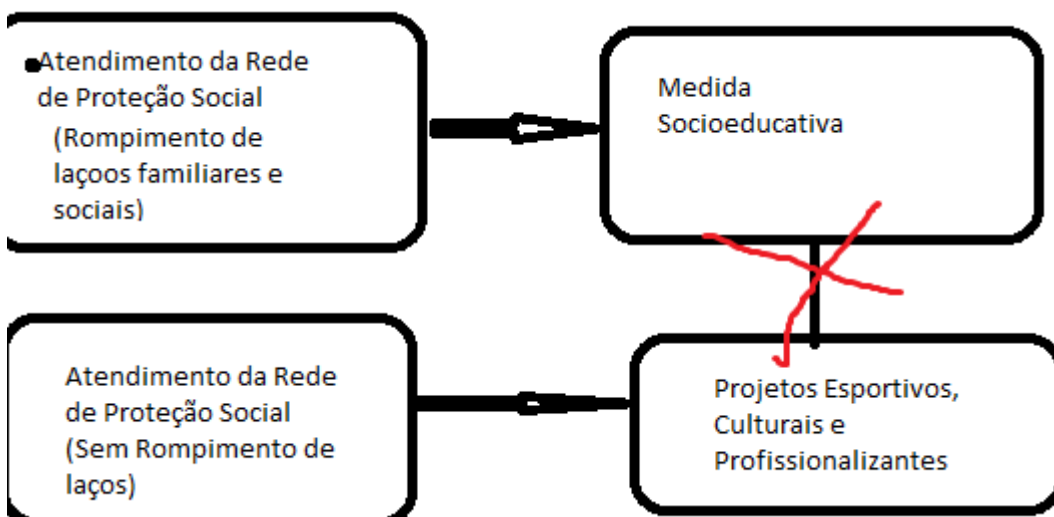 Atendimento da Rede
de Proteção Social
(Rompimento de
laçoos familiares e
sociais)
Medida
Socioeducativa
Atendimento da Rede
de Proteção Social
(Sem Rompimento de
laços)
Projetos Esportivos,
Culturais e
Profissionalizantes